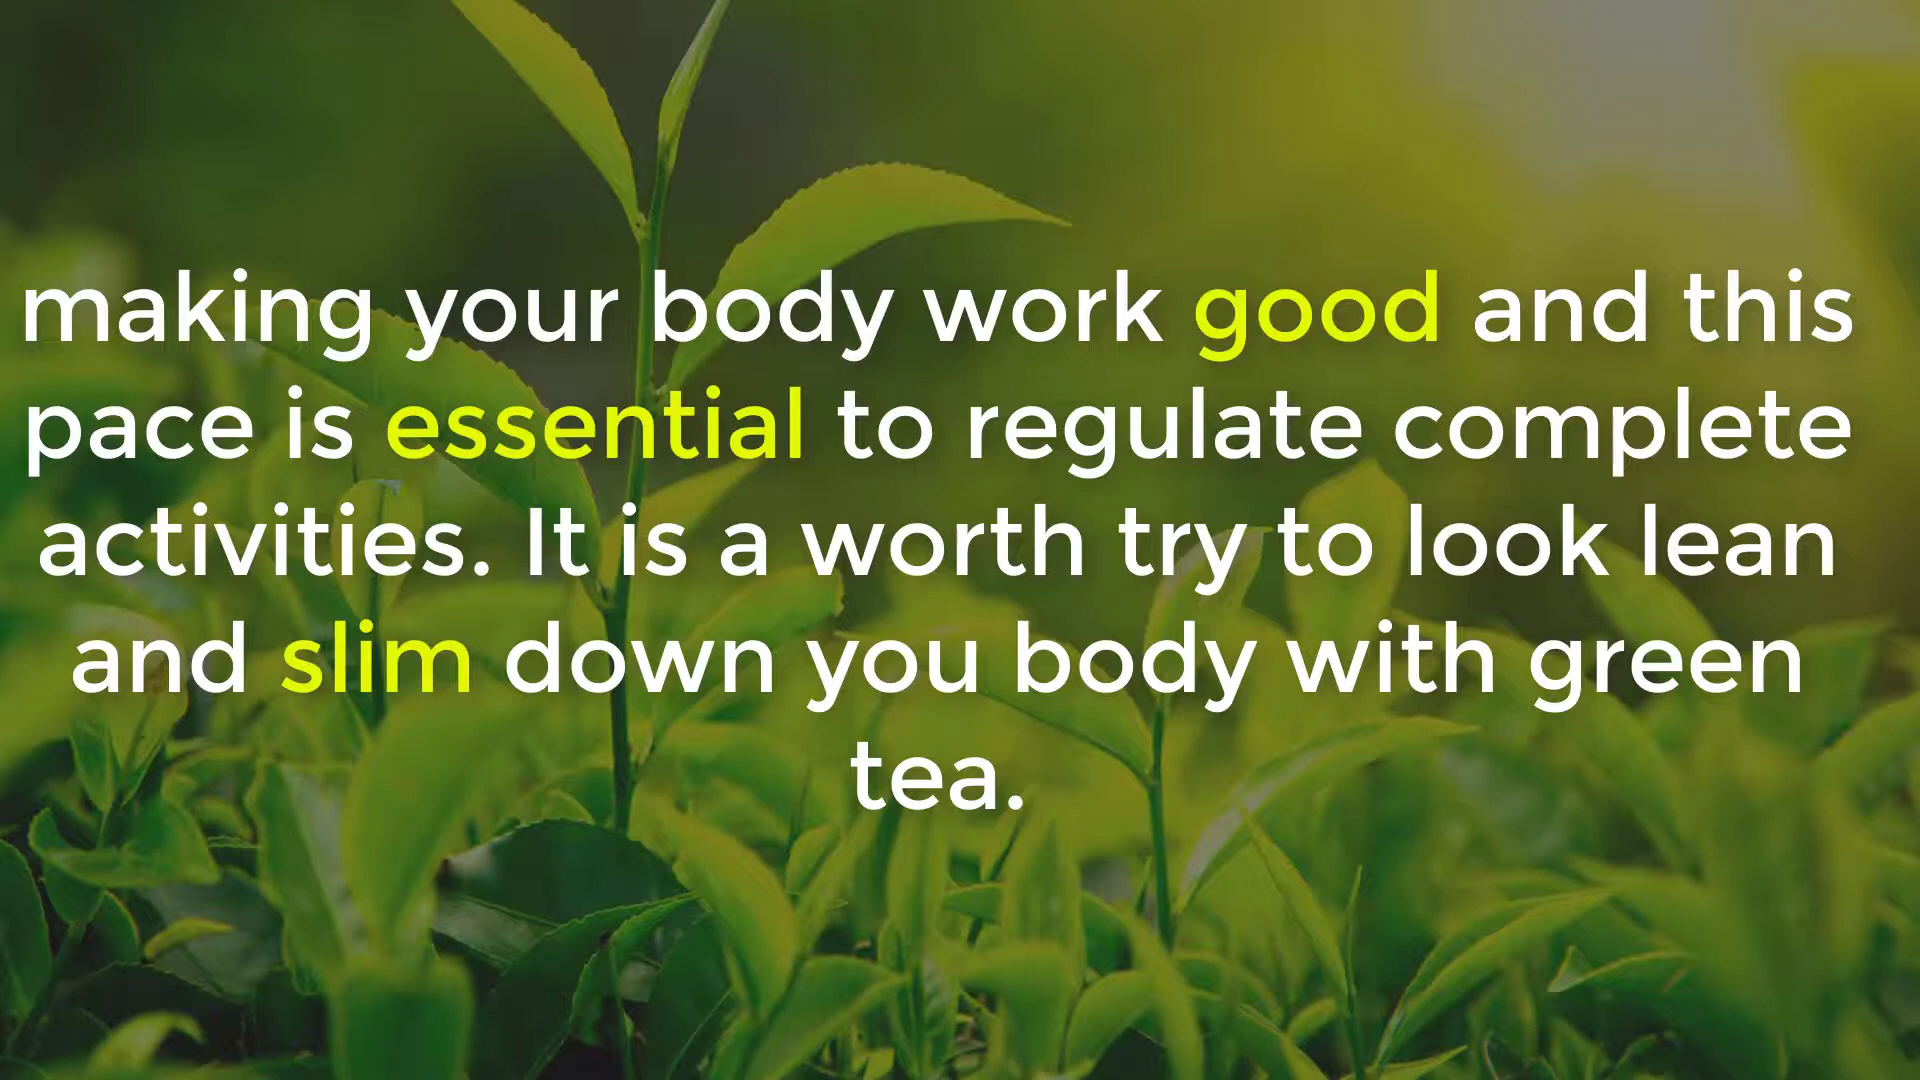 making your body work good and this
pace is essential to regulate complete
activities. It is a worth try to look lean
and slim down you body with green
tea.